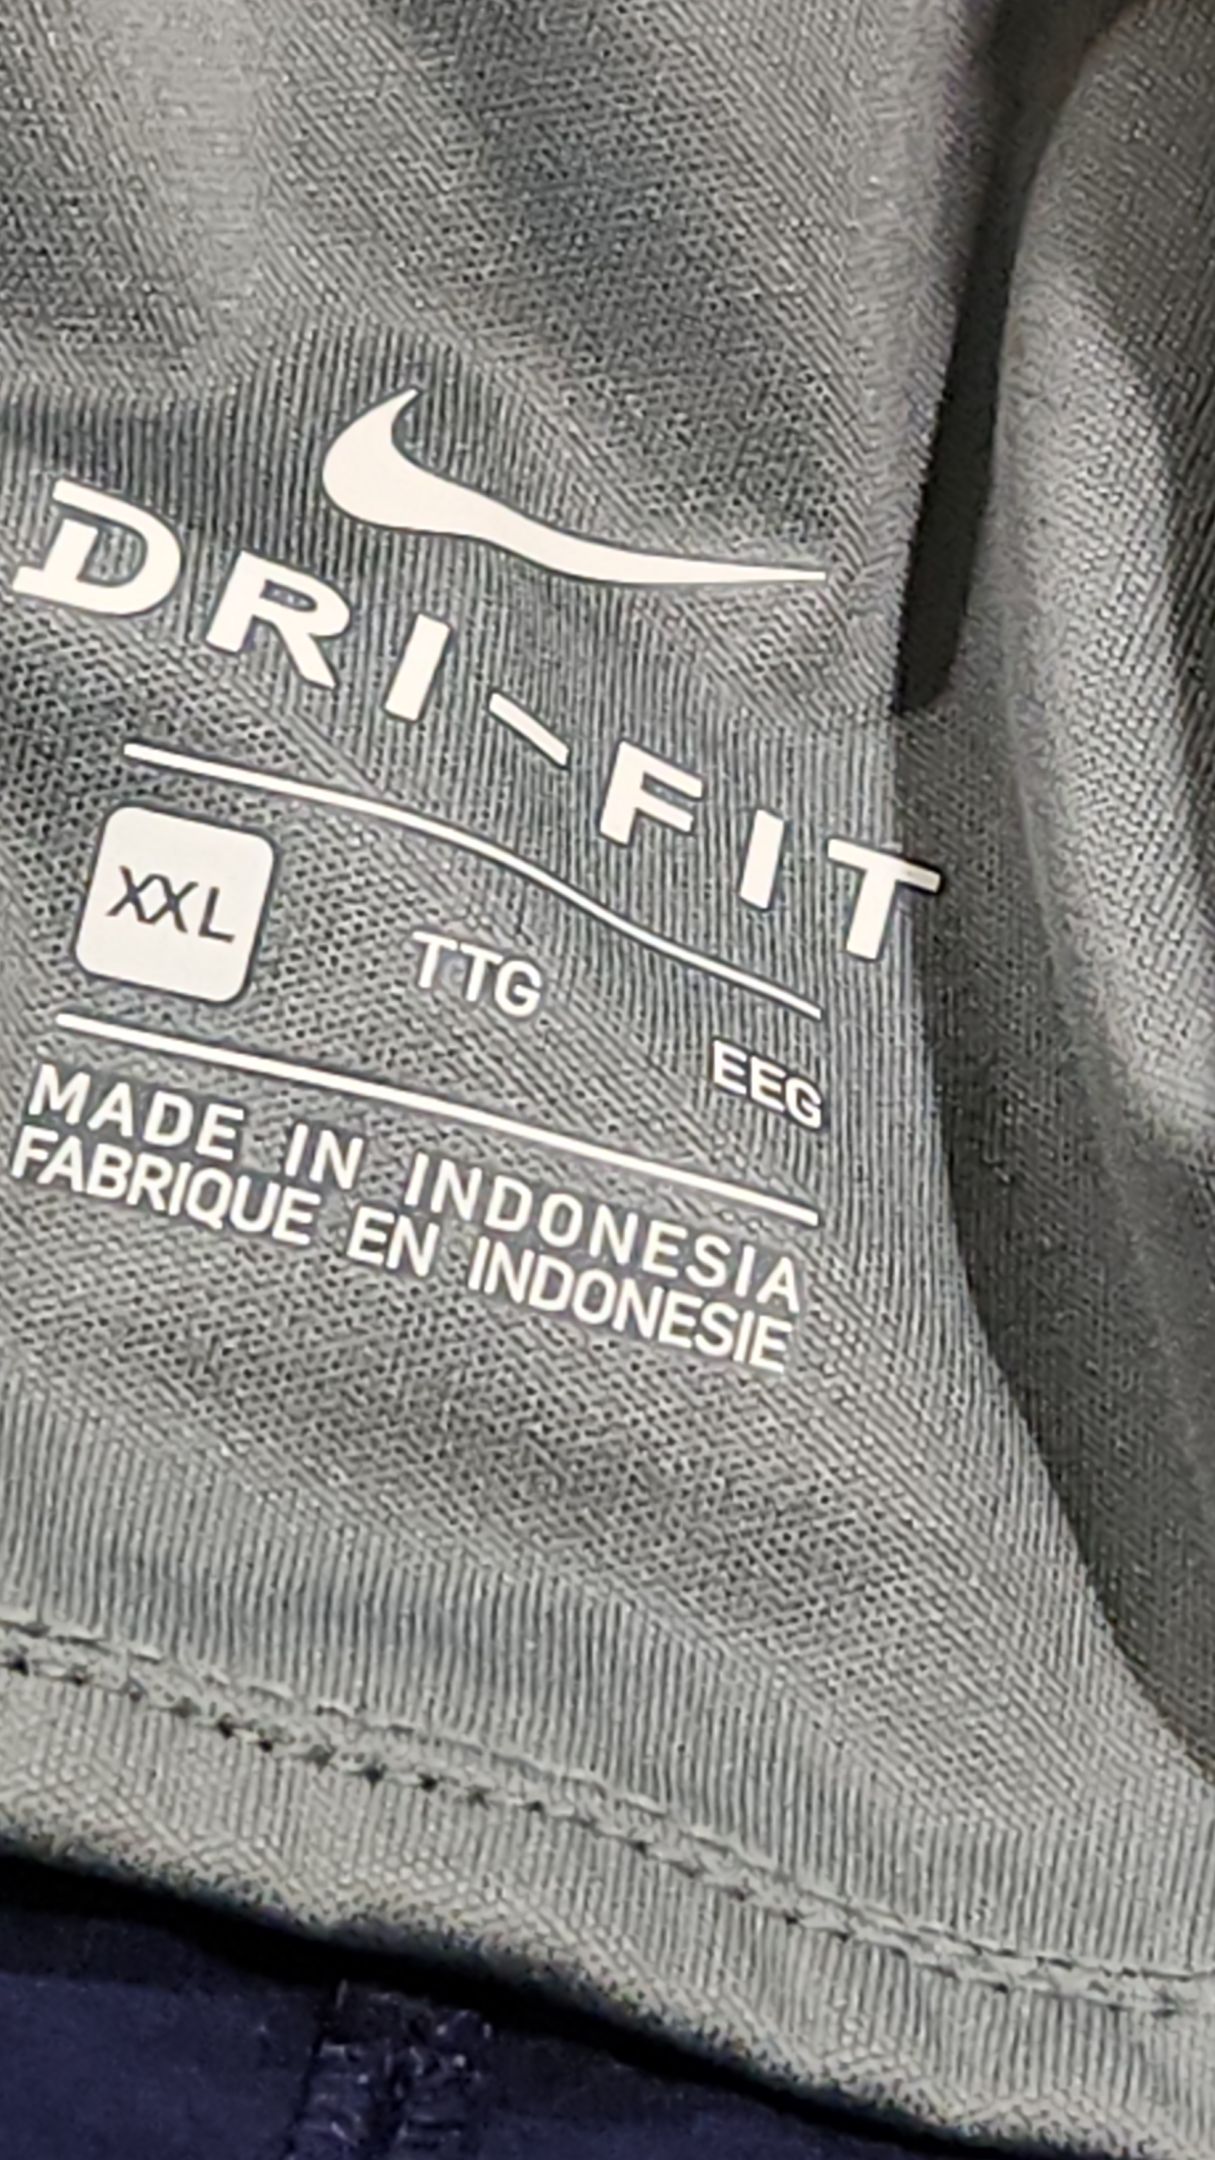 DRI-FIT
XXL TTG EEG
MADE IN INDONESIA
FABRIQUE EN INDONESIE